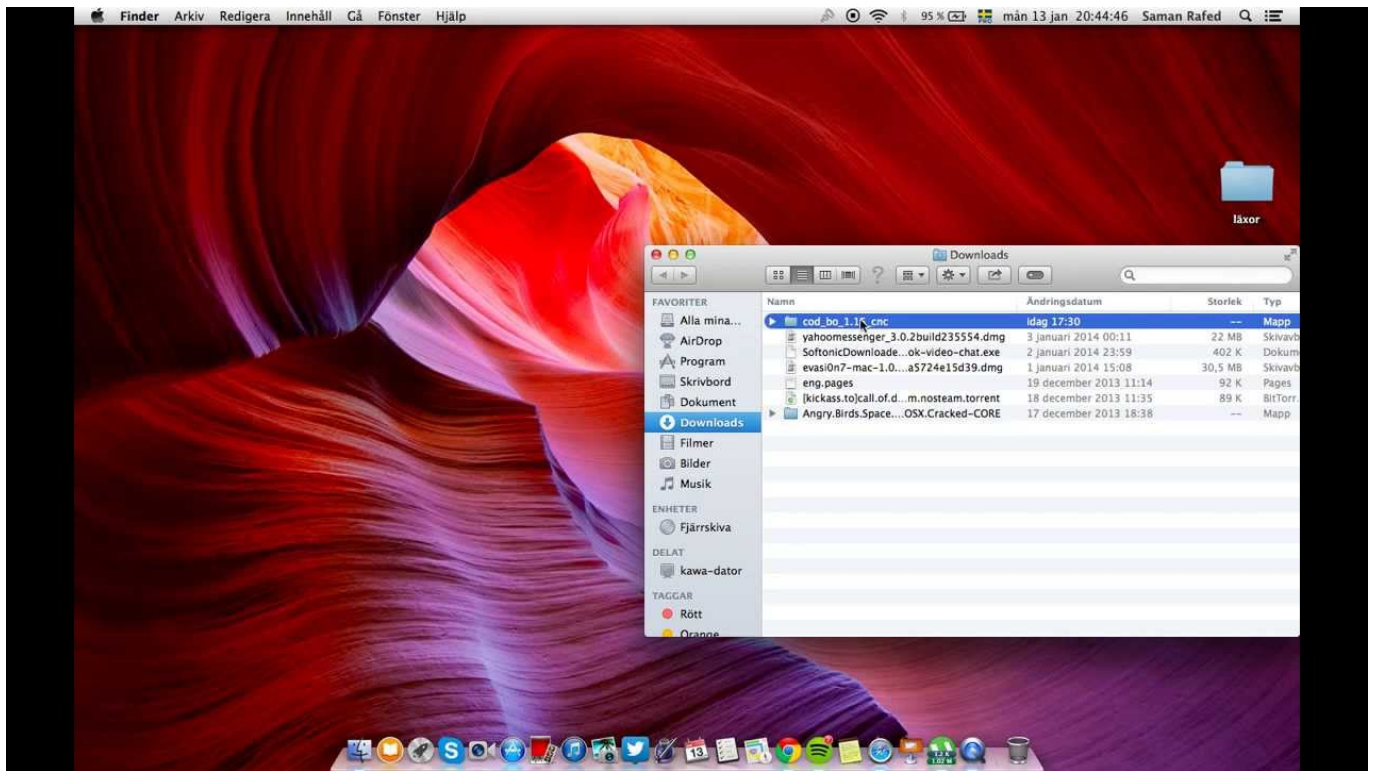 Finder Arkiv Redigera Innehåll Gå Fönster Hjälp 95 % PRO mån 13 jan 20:44:46 Saman Rafed
läxor
Downloads
FAVORITER
Alla mina...
AirDrop
Program
Skrivbord
Dokument
Downloads
Filmer
Bilder
Musik
ENHETER
Fjärrskiva
DELAT
kawa-dator
TAGGAR
Rött
Orange
Namn Ändringsdatum Storlek Typ
idag 17:30 -- Mapp
yahoomessenger_3.0.2build235554.dmg 3 januari 2014 00:11 22 MB Skivavb
SoftonicDownloade...ok-video-chat.exe 2 januari 2014 23:59 402 K Dokum
evasi0n7-mac-1.0....a5724e15d39.dmg 1 januari 2014 15:08 30,5 MB Skivavb
eng.pages 19 december 2013 11:14 92 K Pages
[kickass.to]call.of.d...m.nosteam.torrent 18 december 2013 11:35 89 K BitTorr.
Angry.Birds.Space....OSX.Cracked-CORE 17 december 2013 18:38 -- Mapp
13